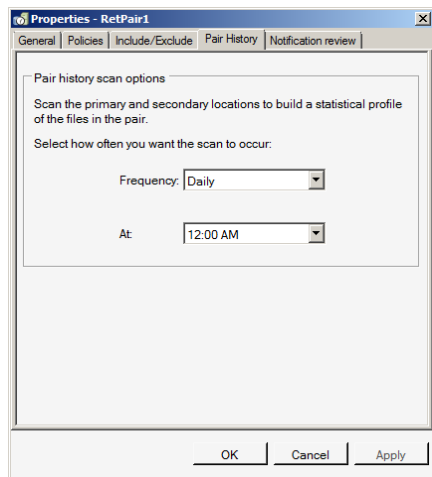 Properties - RetPair1
General Policies Include/Exclude Pair History Notification review
Pair history scan options
Scan the primary and secondary locations to build a statistical profile
of the files in the pair.
Select how often you want the scan to occur:
Frequency: Daily
At: 12:00 AM
OK Cancel Apply